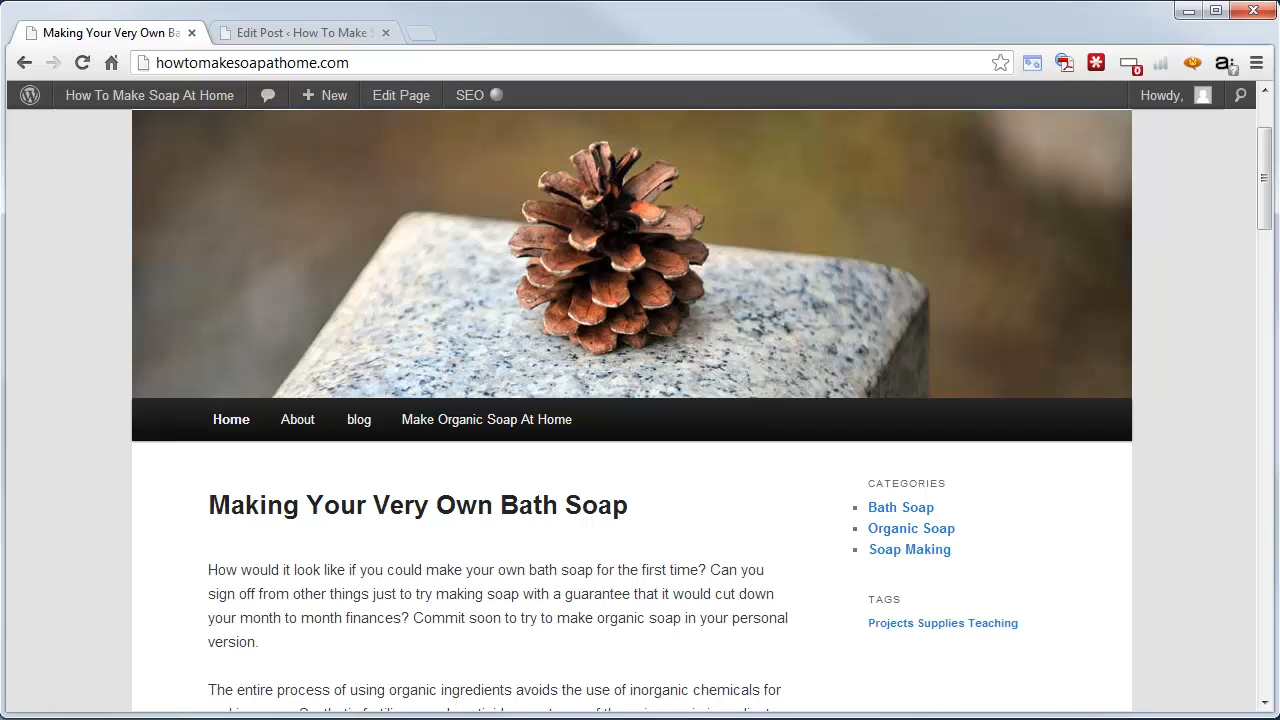 Making Your Very Own Ba
Edit Post ‹ How To Make S
howtomakesoapathome.com
0
a:
How To Make Soap At Home
New
Edit Page
SEO
Howdy,
Home
About
blog
Make Organic Soap At Home
Making Your Very Own Bath Soap
How would it look like if you could make your own bath soap for the first time? Can you
sign off from other things just to try making soap with a guarantee that it would cut down
your month to month finances? Commit soon to try to make organic soap in your personal
version.
The entire process of using organic ingredients avoids the use of inorganic chemicals for
CATEGORIES
Bath Soap
Organic Soap
Soap Making
TAGS
Projects Supplies Teaching